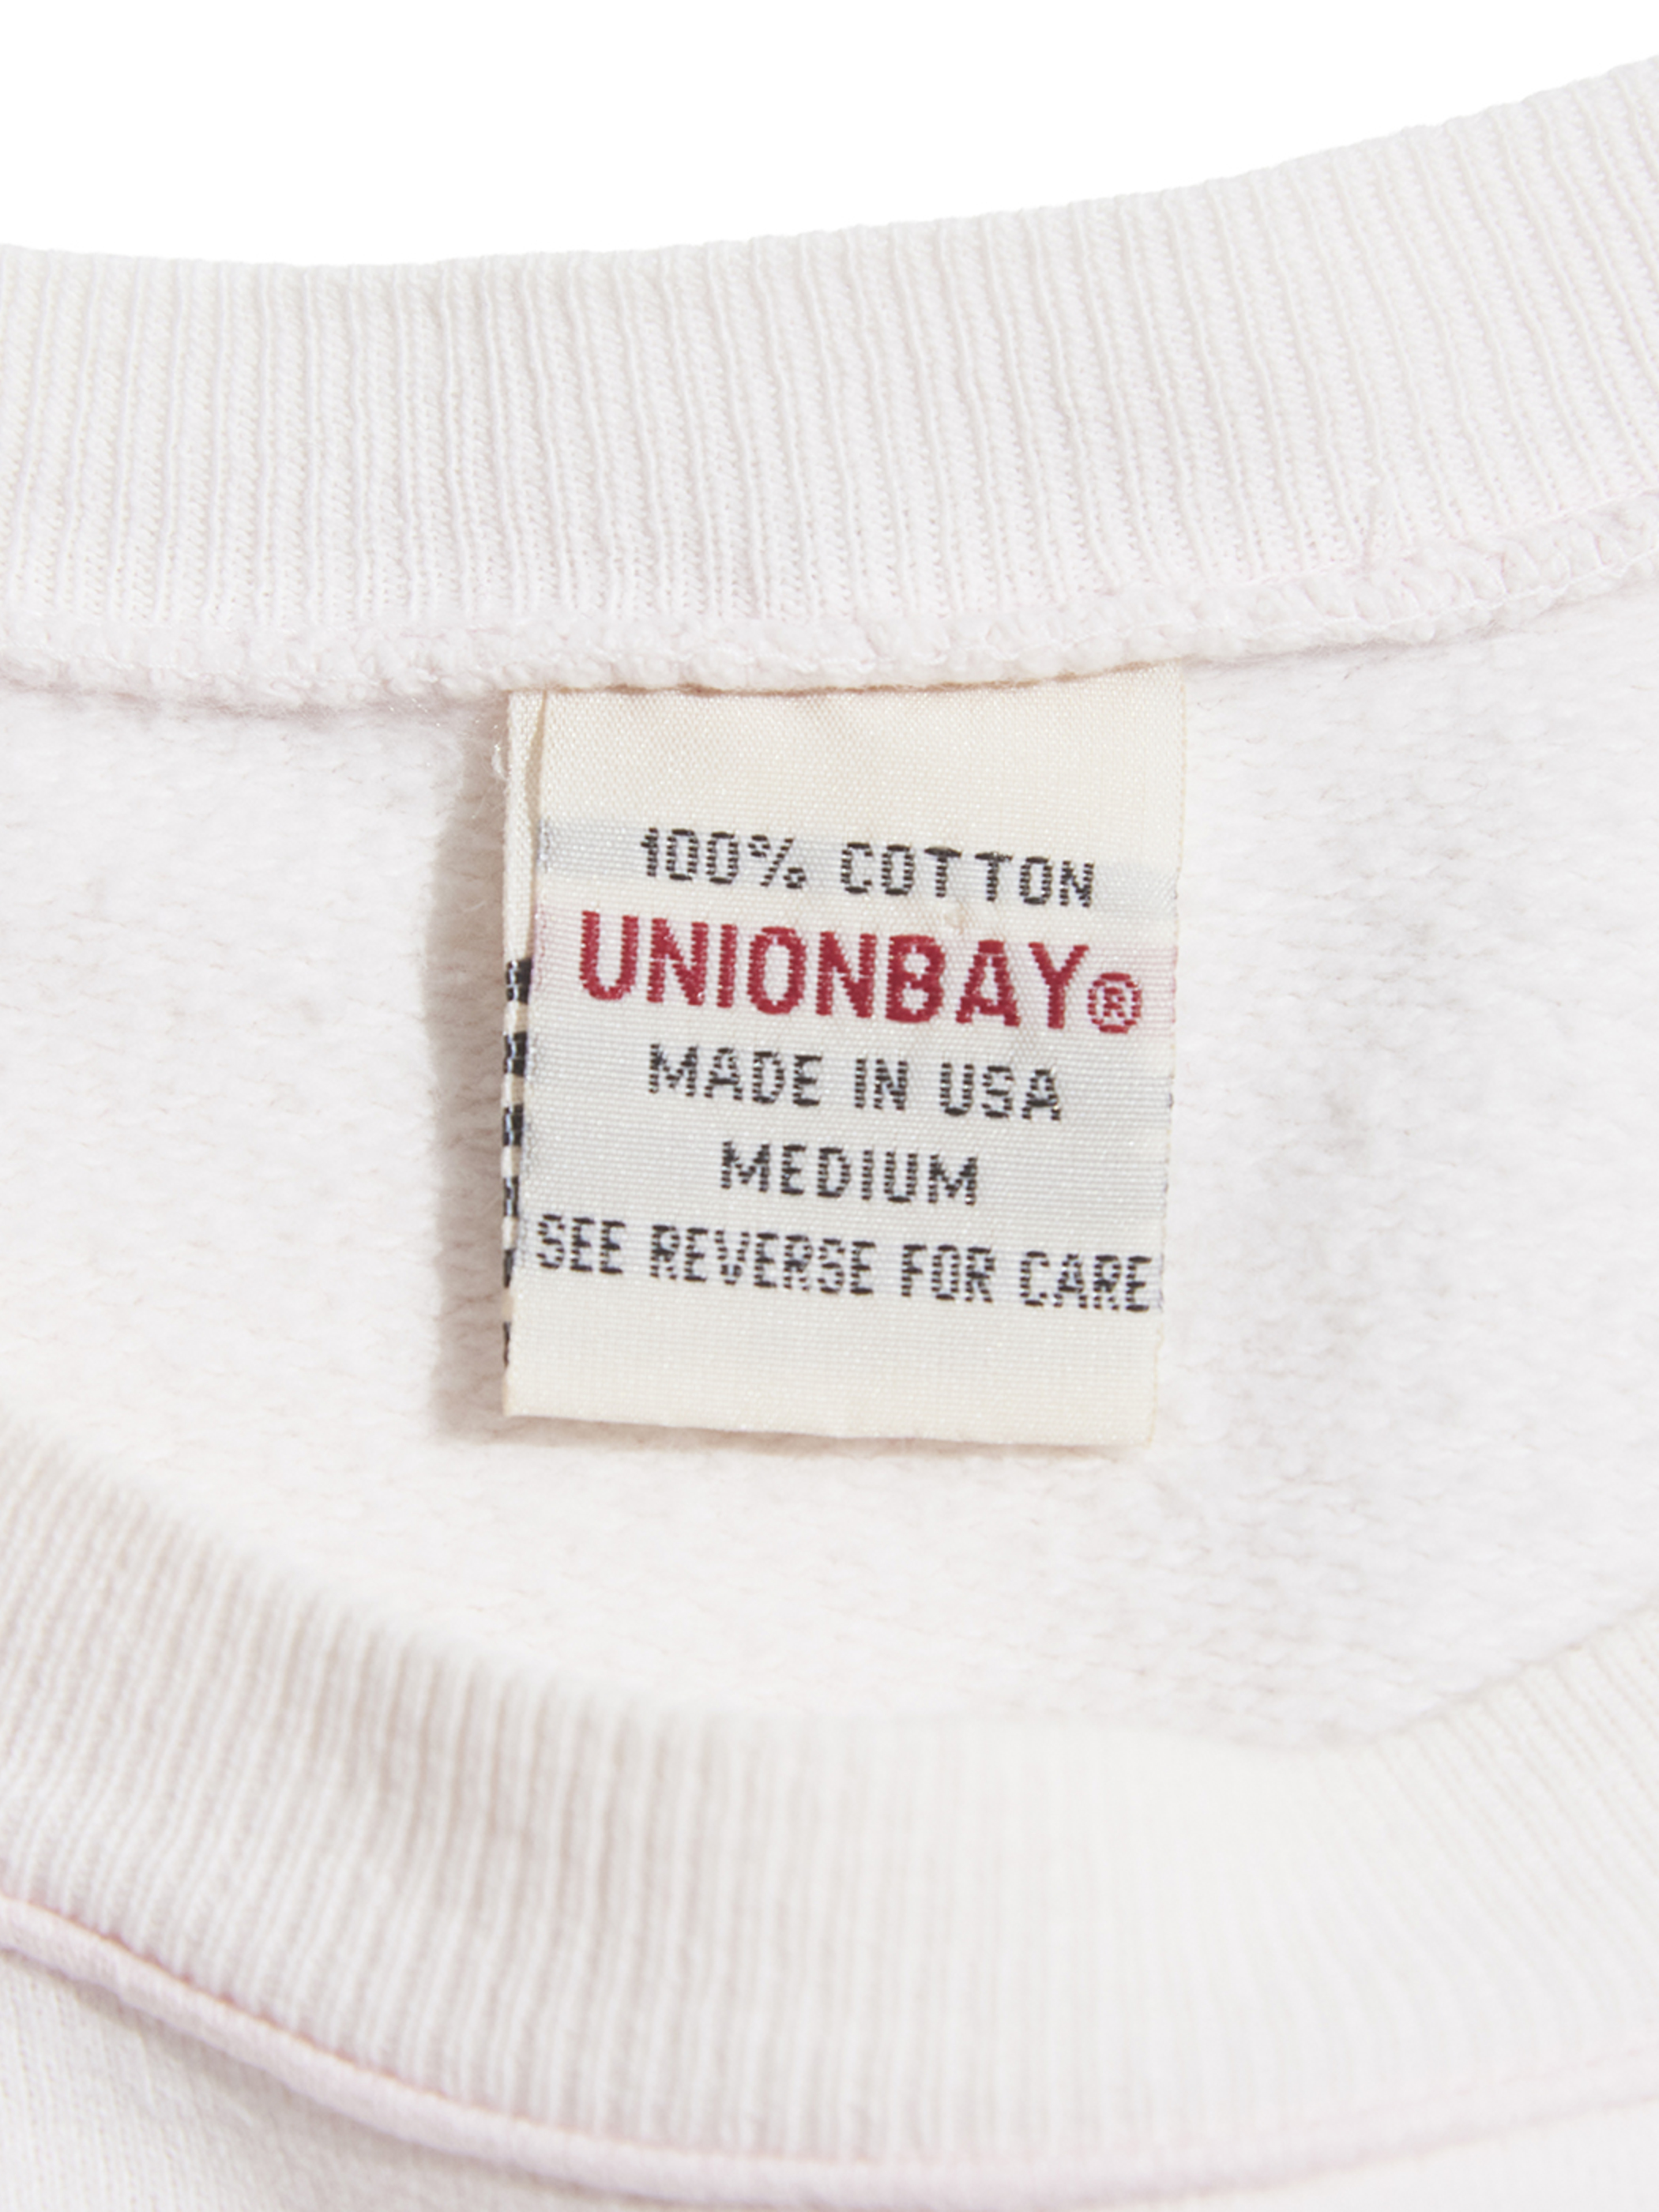 100% COTTON
UNIONBAY®
MADE IN USA
MEDIUM
SEE REVERSE FOR CARE